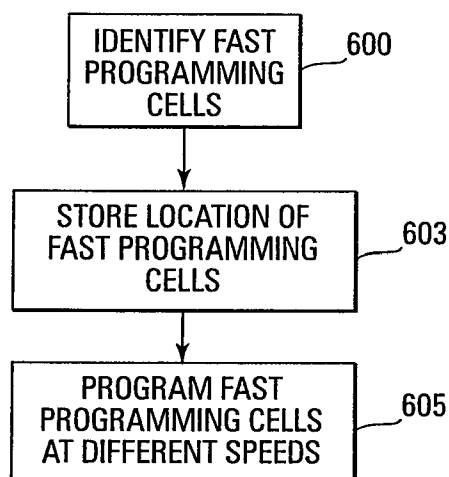 IDENTIFY FAST
PROGRAMMING
CELLS
600
STORE LOCATION OF
FAST PROGRAMMING
CELLS
603
PROGRAM FAST
PROGRAMMING CELLS
AT DIFFERENT SPEEDS
605